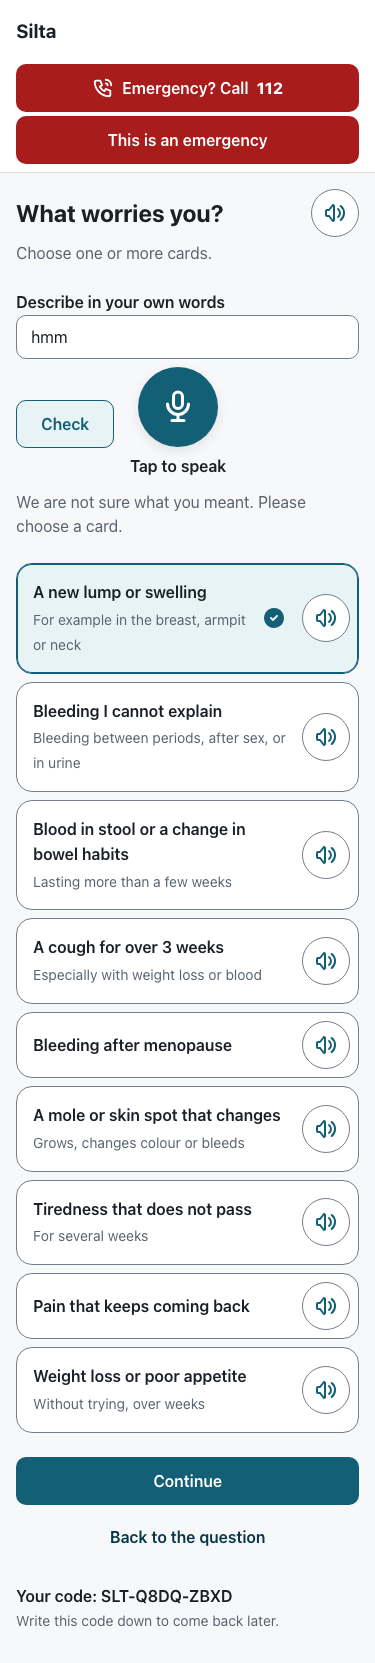 Silta
Emergency? Call 112
This is an emergency
What worries you?
Choose one or more cards.
Describe in your own words
hmm
Check
Tap to speak
We are not sure what you meant. Please
choose a card.
A new lump or swelling
For example in the breast, armpit
or neck
Bleeding I cannot explain
Bleeding between periods, after sex, or
in urine
Blood in stool or a change in
bowel habits
Lasting more than a few weeks
A cough for over 3 weeks
Especially with weight loss or blood
Bleeding after menopause
A mole or skin spot that changes
Grows, changes colour or bleeds
Tiredness that does not pass
For several weeks
Pain that keeps coming back
Weight loss or poor appetite
Without trying, over weeks
Continue
Back to the question
Your code: SLT-Q8DQ-ZBXD
Write this code down to come back later.